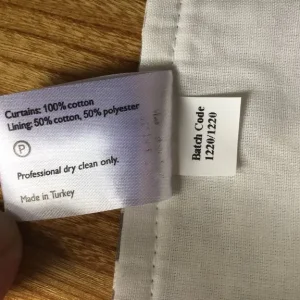 Curtains: 100% cotton
Lining: 50% cotton, 50% polyester
P
Professional dry clean only.
Made in Turkey
Batch Code
1220/1220